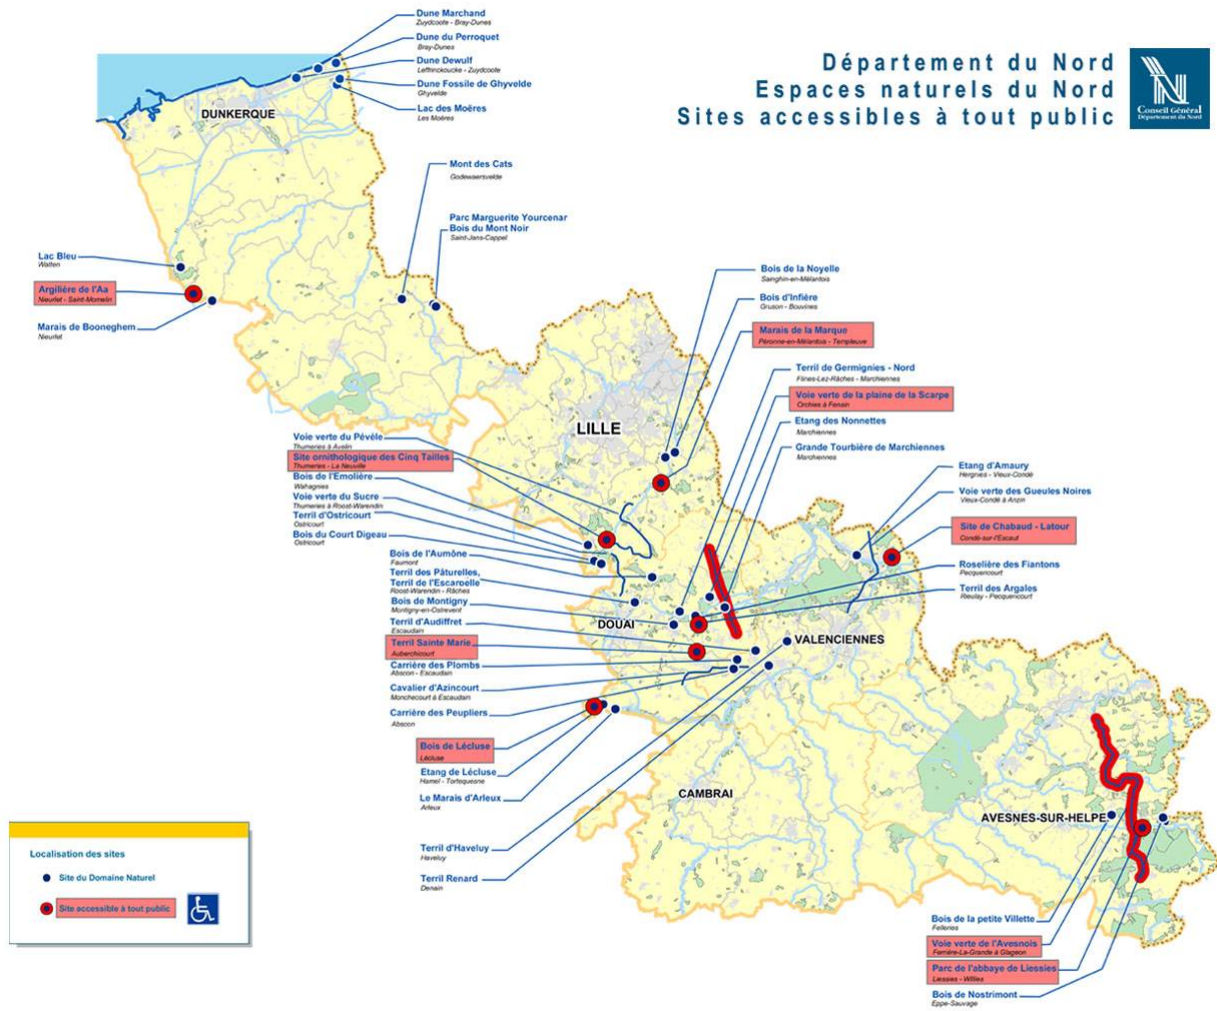 Dune Marchand
Zuydcoote - Bray-Dunes
Dune du Perroquet
Bray-Dunes
Dune Dewulf
Leffrinckoucke - Zuydcoote
Dune Fossile de Ghyvelde
Ghyvelde
Lac des Moëres
Les Moëres
DUNKERQUE
Département du Nord
Espaces naturels du Nord
Sites accessibles à tout public
Conseil Général
Département du Nord
Mont des Cats
Godewaersvelde
Parc Marguerite Yourcenar
Bois du Mont Noir
Saint-Jans-Cappel
Lac Bleu
Watten
Argilière de l'Aa
Nieurlet - Saint-Momelin
Marais de Booneghem
Nieurlet
Bois de la Noyelle
Sainghin-en-Mélantois
Bois d'Infière
Gruson - Bouvines
Marais de la Marque
Péronne-en-Mélantois - Templeuve
Terril de Germignies - Nord
Flines-Lez-Râches - Marchiennes
Voie verte de la plaine de la Scarpe
Orchies à Fenain
Etang des Nonnettes
Marchiennes
Grande Tourbière de Marchiennes
Marchiennes
LILLE
Voie verte du Pévèle
Thumeries à Avelin
Site ornithologique des Cinq Tailles
Thumeries - La Neuville
Bois de l'Emolière
Wahagnies
Voie verte du Sucre
Thumeries à Roost-Warendin
Terril d'Ostricourt
Ostricourt
Bois du Court Digeau
Ostricourt
Bois de l'Aumône
Faumont
Terril des Pâturelles,
Terril de l'Escarpelle
Roost-Warendin - Râches
Bois de Montigny
Montigny-en-Ostrevent
Terril d'Audiffret
Escaudain
Terril Sainte Marie
Auberchicourt
Carrière des Plombs
Abscon - Escaudain
Cavalier d'Azincourt
Monchecourt à Escaudain
Carrière des Peupliers
Abscon
Bois de Lécluse
Lécluse
Etang de Lécluse
Hamel - Tortequesne
Le Marais d'Arleux
Arleux
Terril d'Haveluy
Haveluy
Terril Renard
Denain
Etang d'Amaury
Hergnies - Vieux-Condé
Voie verte des Gueules Noires
Vieux-Condé à Anzin
Site de Chabaud - Latour
Condé-sur-l'Escaut
Roselière des Fiantons
Pecquencourt
Terril des Argales
Rieulay - Pecquencourt
DOUAI
VALENCIENNES
CAMBRAI
AVESNES-SUR-HELPE
Bois de la petite Villette
Felleries
Voie verte de l'Avesnois
Ferrière-La-Grande à Glageon
Parc de l'abbaye de Liessies
Liessies - Willies
Bois de Nostrimont
Eppe-Sauvage
Localisation des sites
Site du Domaine Naturel
Site accessible à tout public